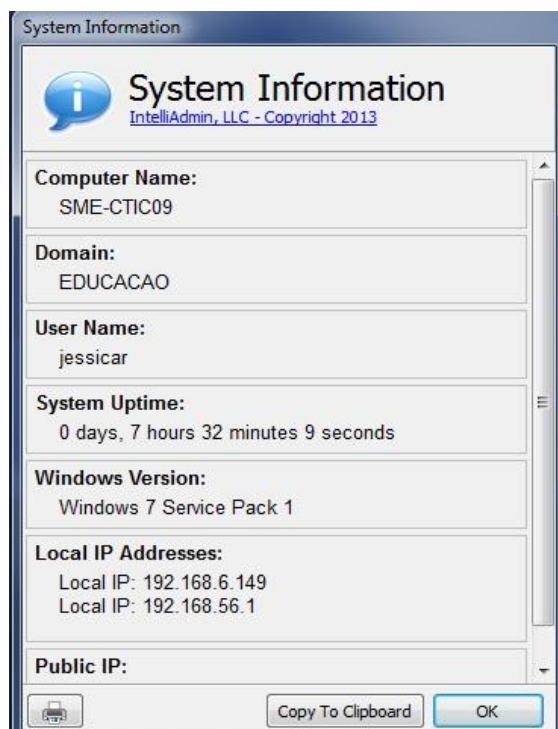 System Information
System Information
IntelliAdmin, LLC - Copyright 2013
Computer Name:
SME-CTIC09
Domain:
EDUCACAO
User Name:
jessicar
System Uptime:
0 days, 7 hours 32 minutes 9 seconds
Windows Version:
Windows 7 Service Pack 1
Local IP Addresses:
Local IP: 192.168.6.149
Local IP: 192.168.56.1
Public IP:
Copy To Clipboard
OK